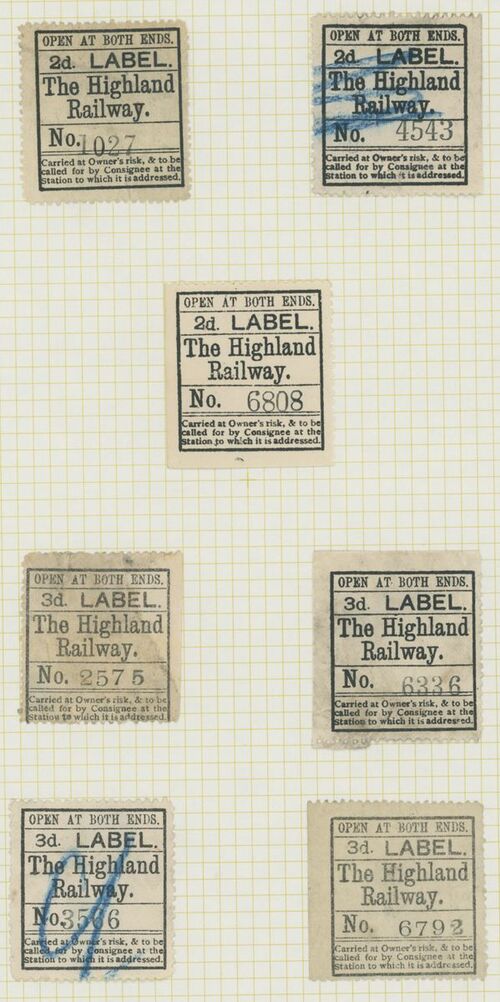 OPEN AT BOTH ENDS.
2d. LABEL.
The Highland
Railway.
No. 1027
Carried at Owner's risk, & to be
called for by Consignee at the
Station to which it is addressed.
OPEN AT BOTH ENDS.
2d. LABEL.
The Highland
Railway.
No. 4543
Carried at Owner's risk, & to be
called for by Consignee at the
Station to which it is addressed.
OPEN AT BOTH ENDS.
2d. LABEL.
The Highland
Railway.
No. 6808
Carried at Owner's risk, & to be
called for by Consignee at the
Station to which it is addressed.
OPEN AT BOTH ENDS.
3d. LABEL.
The Highland
Railway.
No. 2575
Carried at Owner's risk, & to be
called for by Consignee at the
Station to which it is addressed.
OPEN AT BOTH ENDS.
3d. LABEL.
The Highland
Railway.
No. 6336
Carried at Owner's risk, & to be
called for by Consignee at the
Station to which it is addressed.
OPEN AT BOTH ENDS.
3d. LABEL.
The Highland
Railway.
No.
Carried at Owner's risk, & to be
called for by Consignee at the
Station to which it is addressed.
OPEN AT BOTH ENDS.
3d. LABEL.
The Highland
Railway.
No. 6792
Carried at Owner's risk, & to be
called for by Consignee at the
Station to which it is addressed.